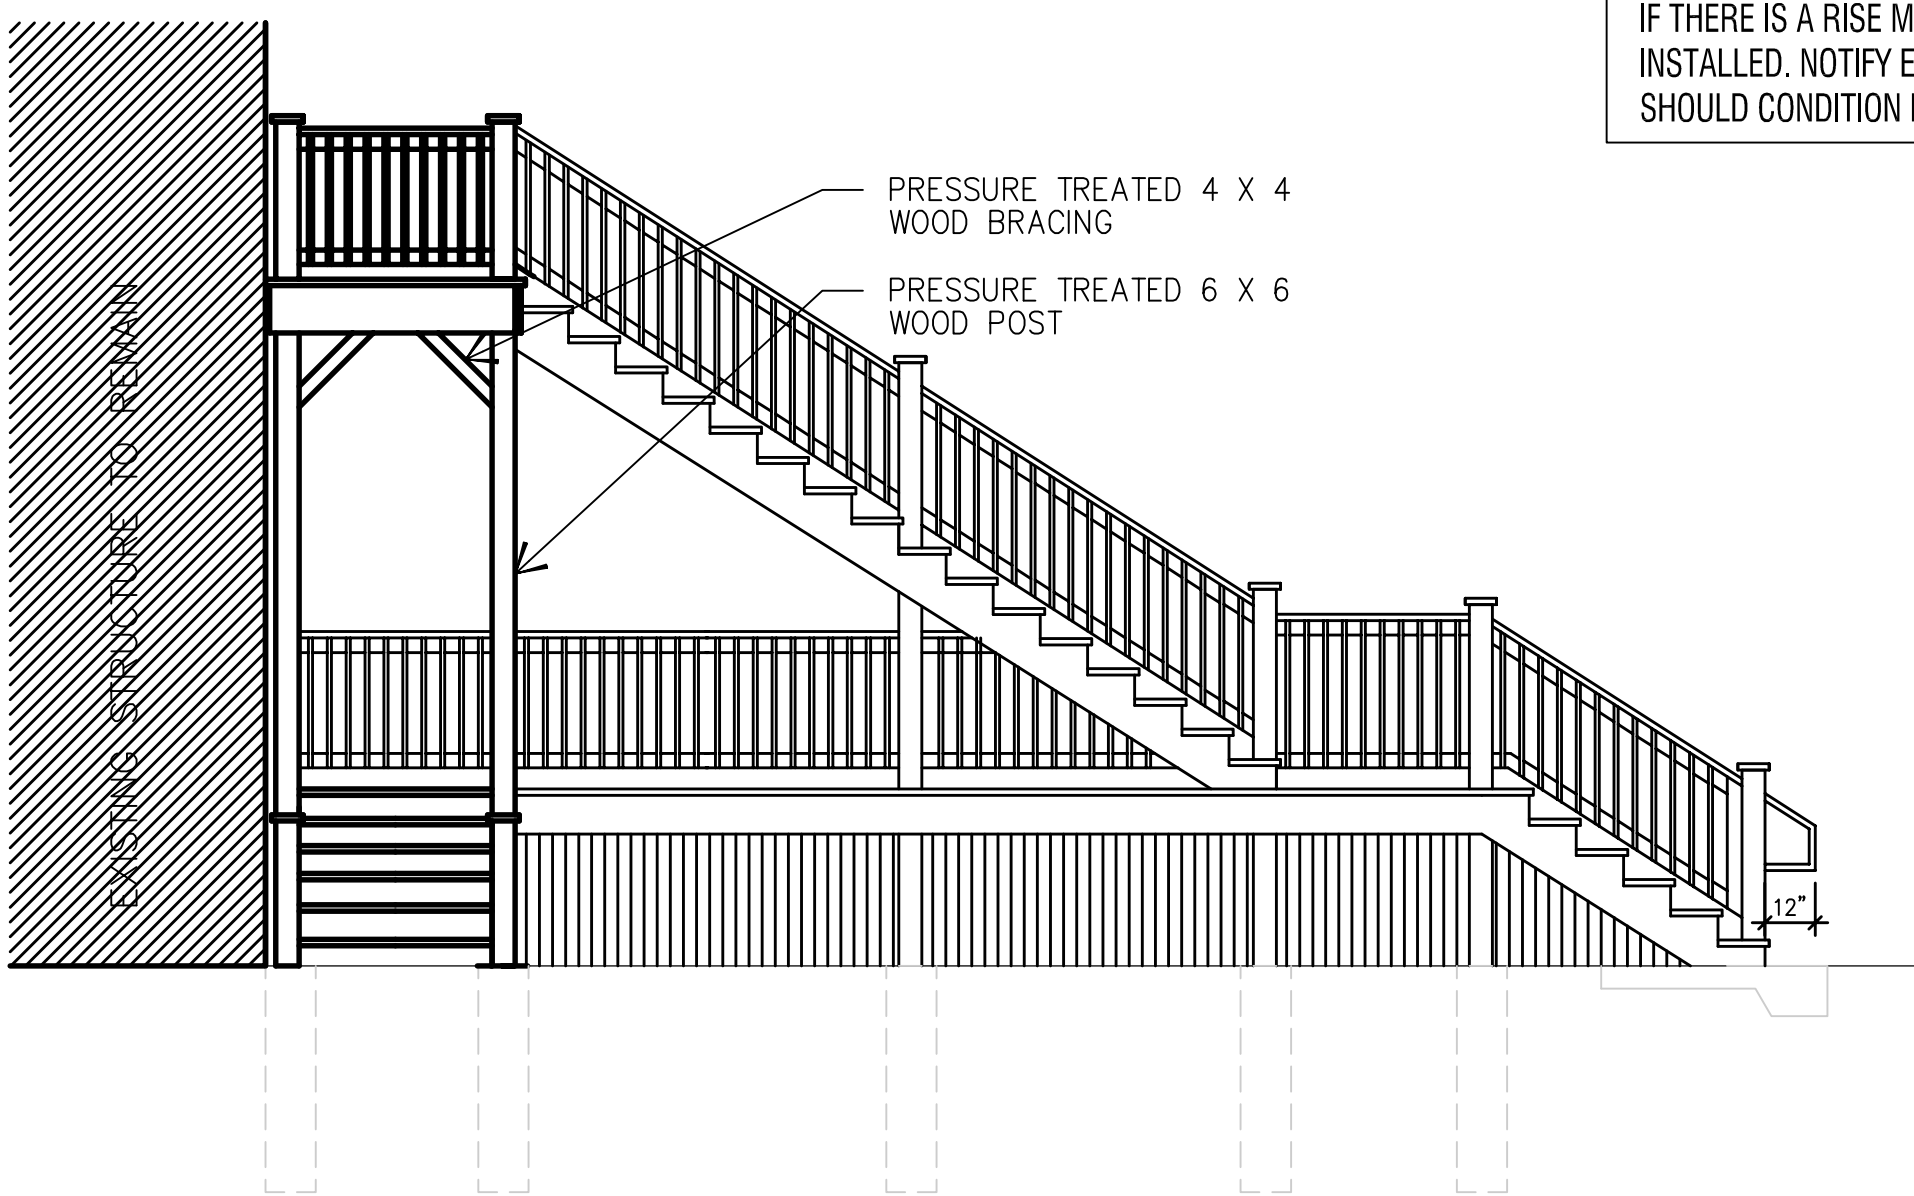 IF THERE IS A RISE M
INSTALLED. NOTIFY E
SHOULD CONDITION
PRESSURE TREATED 4 X 4
WOOD BRACING
PRESSURE TREATED 6 X 6
WOOD POST
EXISTING STRUCTURE TO REMAIN
12"